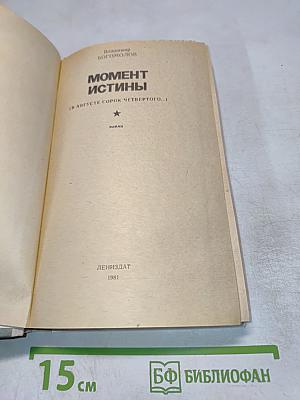 Владимир
БОГОМОЛОВ
МОМЕНТ
ИСТИНЫ
(В АВГУСТЕ СОРОК ЧЕТВЕРТОГО...)
РОМАН
ЛЕНИЗДАТ
1981
15 см
БФ БИБЛИОФАН